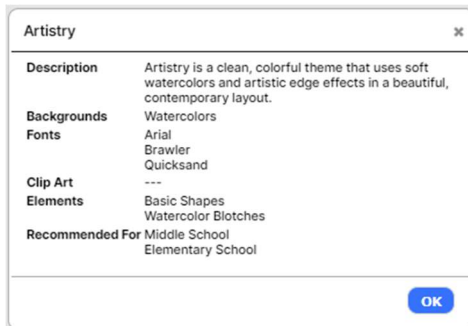 Artistry
Description Artistry is a clean, colorful theme that uses soft
watercolors and artistic edge effects in a beautiful,
contemporary layout.
Backgrounds Watercolors
Fonts Arial
Brawler
Quicksand
Clip Art ---
Elements Basic Shapes
Watercolor Blotches
Recommended For Middle School
Elementary School
OK